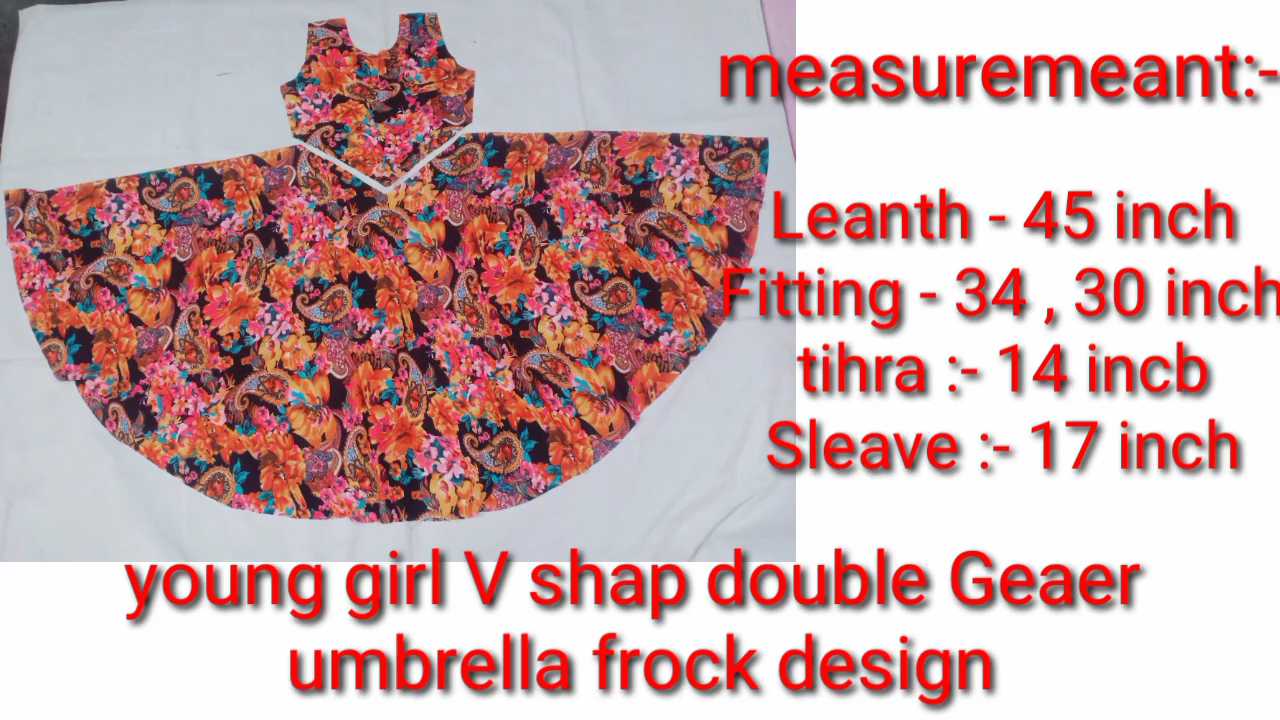 measuremeant:-
Leanth - 45 inch
Fitting - 34 , 30 inch
tihra :- 14 incb
Sleave :- 17 inch
young girl V shap double Geaer
umbrella frock design